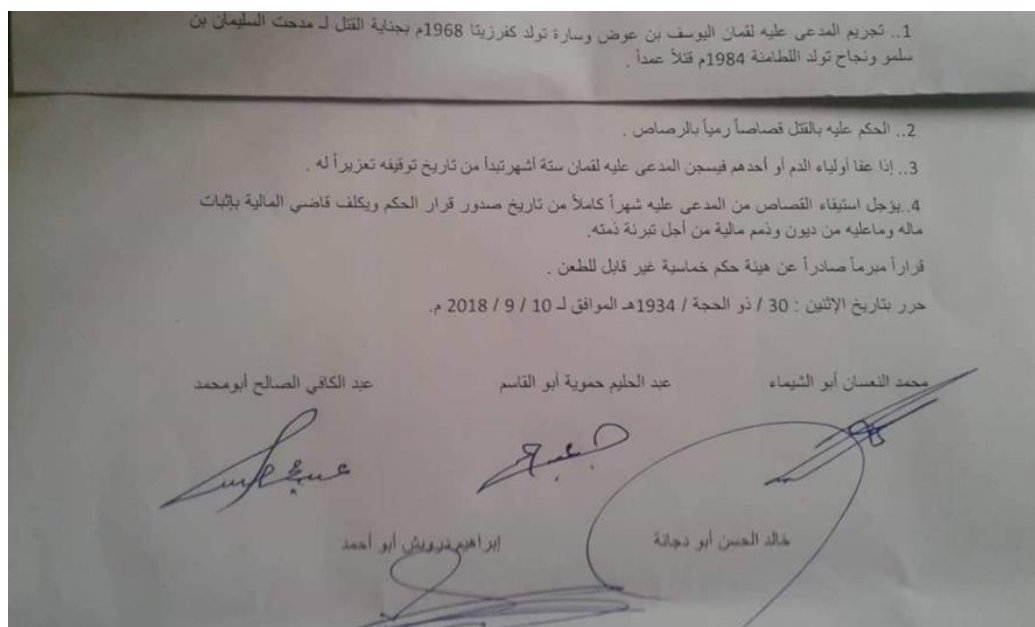 1.. تجريم المدعى عليه لقمان اليوسف بن عوض وسارة تولد كفرزيتا 1968م بجناية القتل لـ مدحت السليمان بن
سلمو ونجاح تولد اللطامنة 1984م قتلاً عمداً .
2.. الحكم عليه بالقتل قصاصاً رمياً بالرصاص .
3.. إذا عفا أولياء الدم أو أحدهم فيسجن المدعى عليه لقمان ستة أشهرتبدأ من تاريخ توقيفه تعزيراً له .
4..يؤجل استيفاء القصاص من المدعى عليه شهراً كاملاً من تاريخ صدور قرار الحكم ويكلف قاضي المالية بإثبات
ماله وماعليه من ديون وذمم مالية من أجل تبرئة ذمته.
قراراً مبرماً صادراً عن هيئة حكم خماسية غير قابل للطعن .
حرر بتاريخ الإثنين : 30 / ذو الحجة / 1934هـ الموافق لـ 10 / 9 / 2018 م.
محمد النعسان أبو الشيماء عبد الحليم حموية أبو القاسم عبد الكافي الصالح أبومحمد
خالد الحسن أبو دجانة إبراهيم درويش أبو أحمد